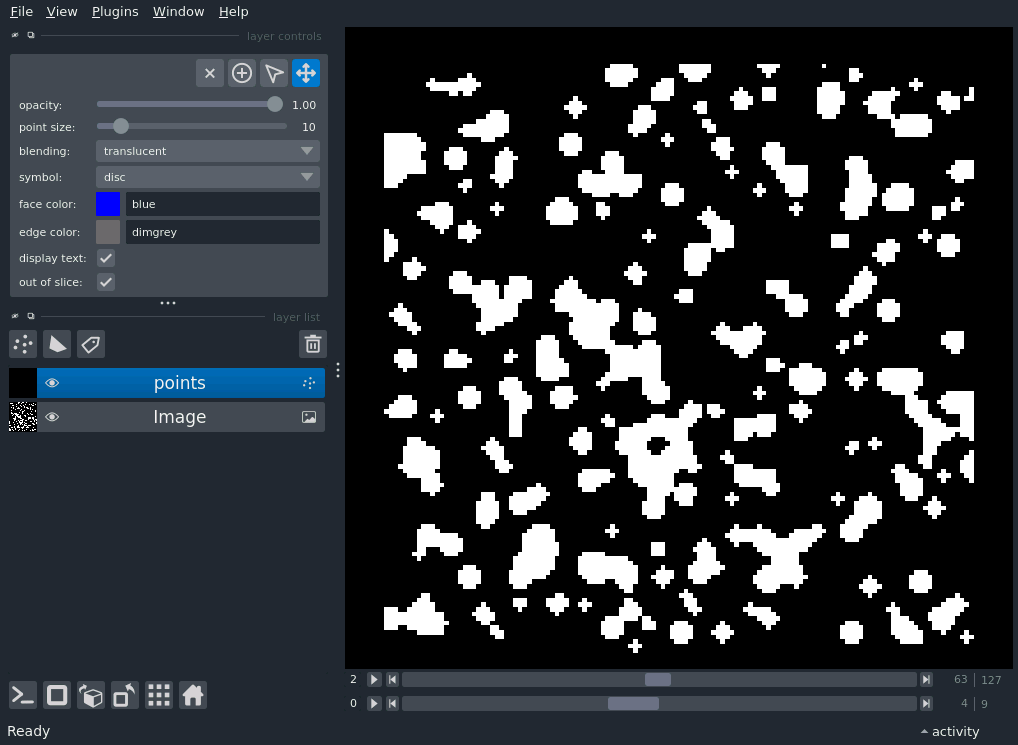 File View Plugins Window Help
layer controls
opacity: 1.00
point size: 10
blending: translucent
symbol: disc
face color: blue
edge color: dimgrey
display text:
out of slice:
layer list
points
Image
2 63 | 127
0 4 | 9
Ready activity